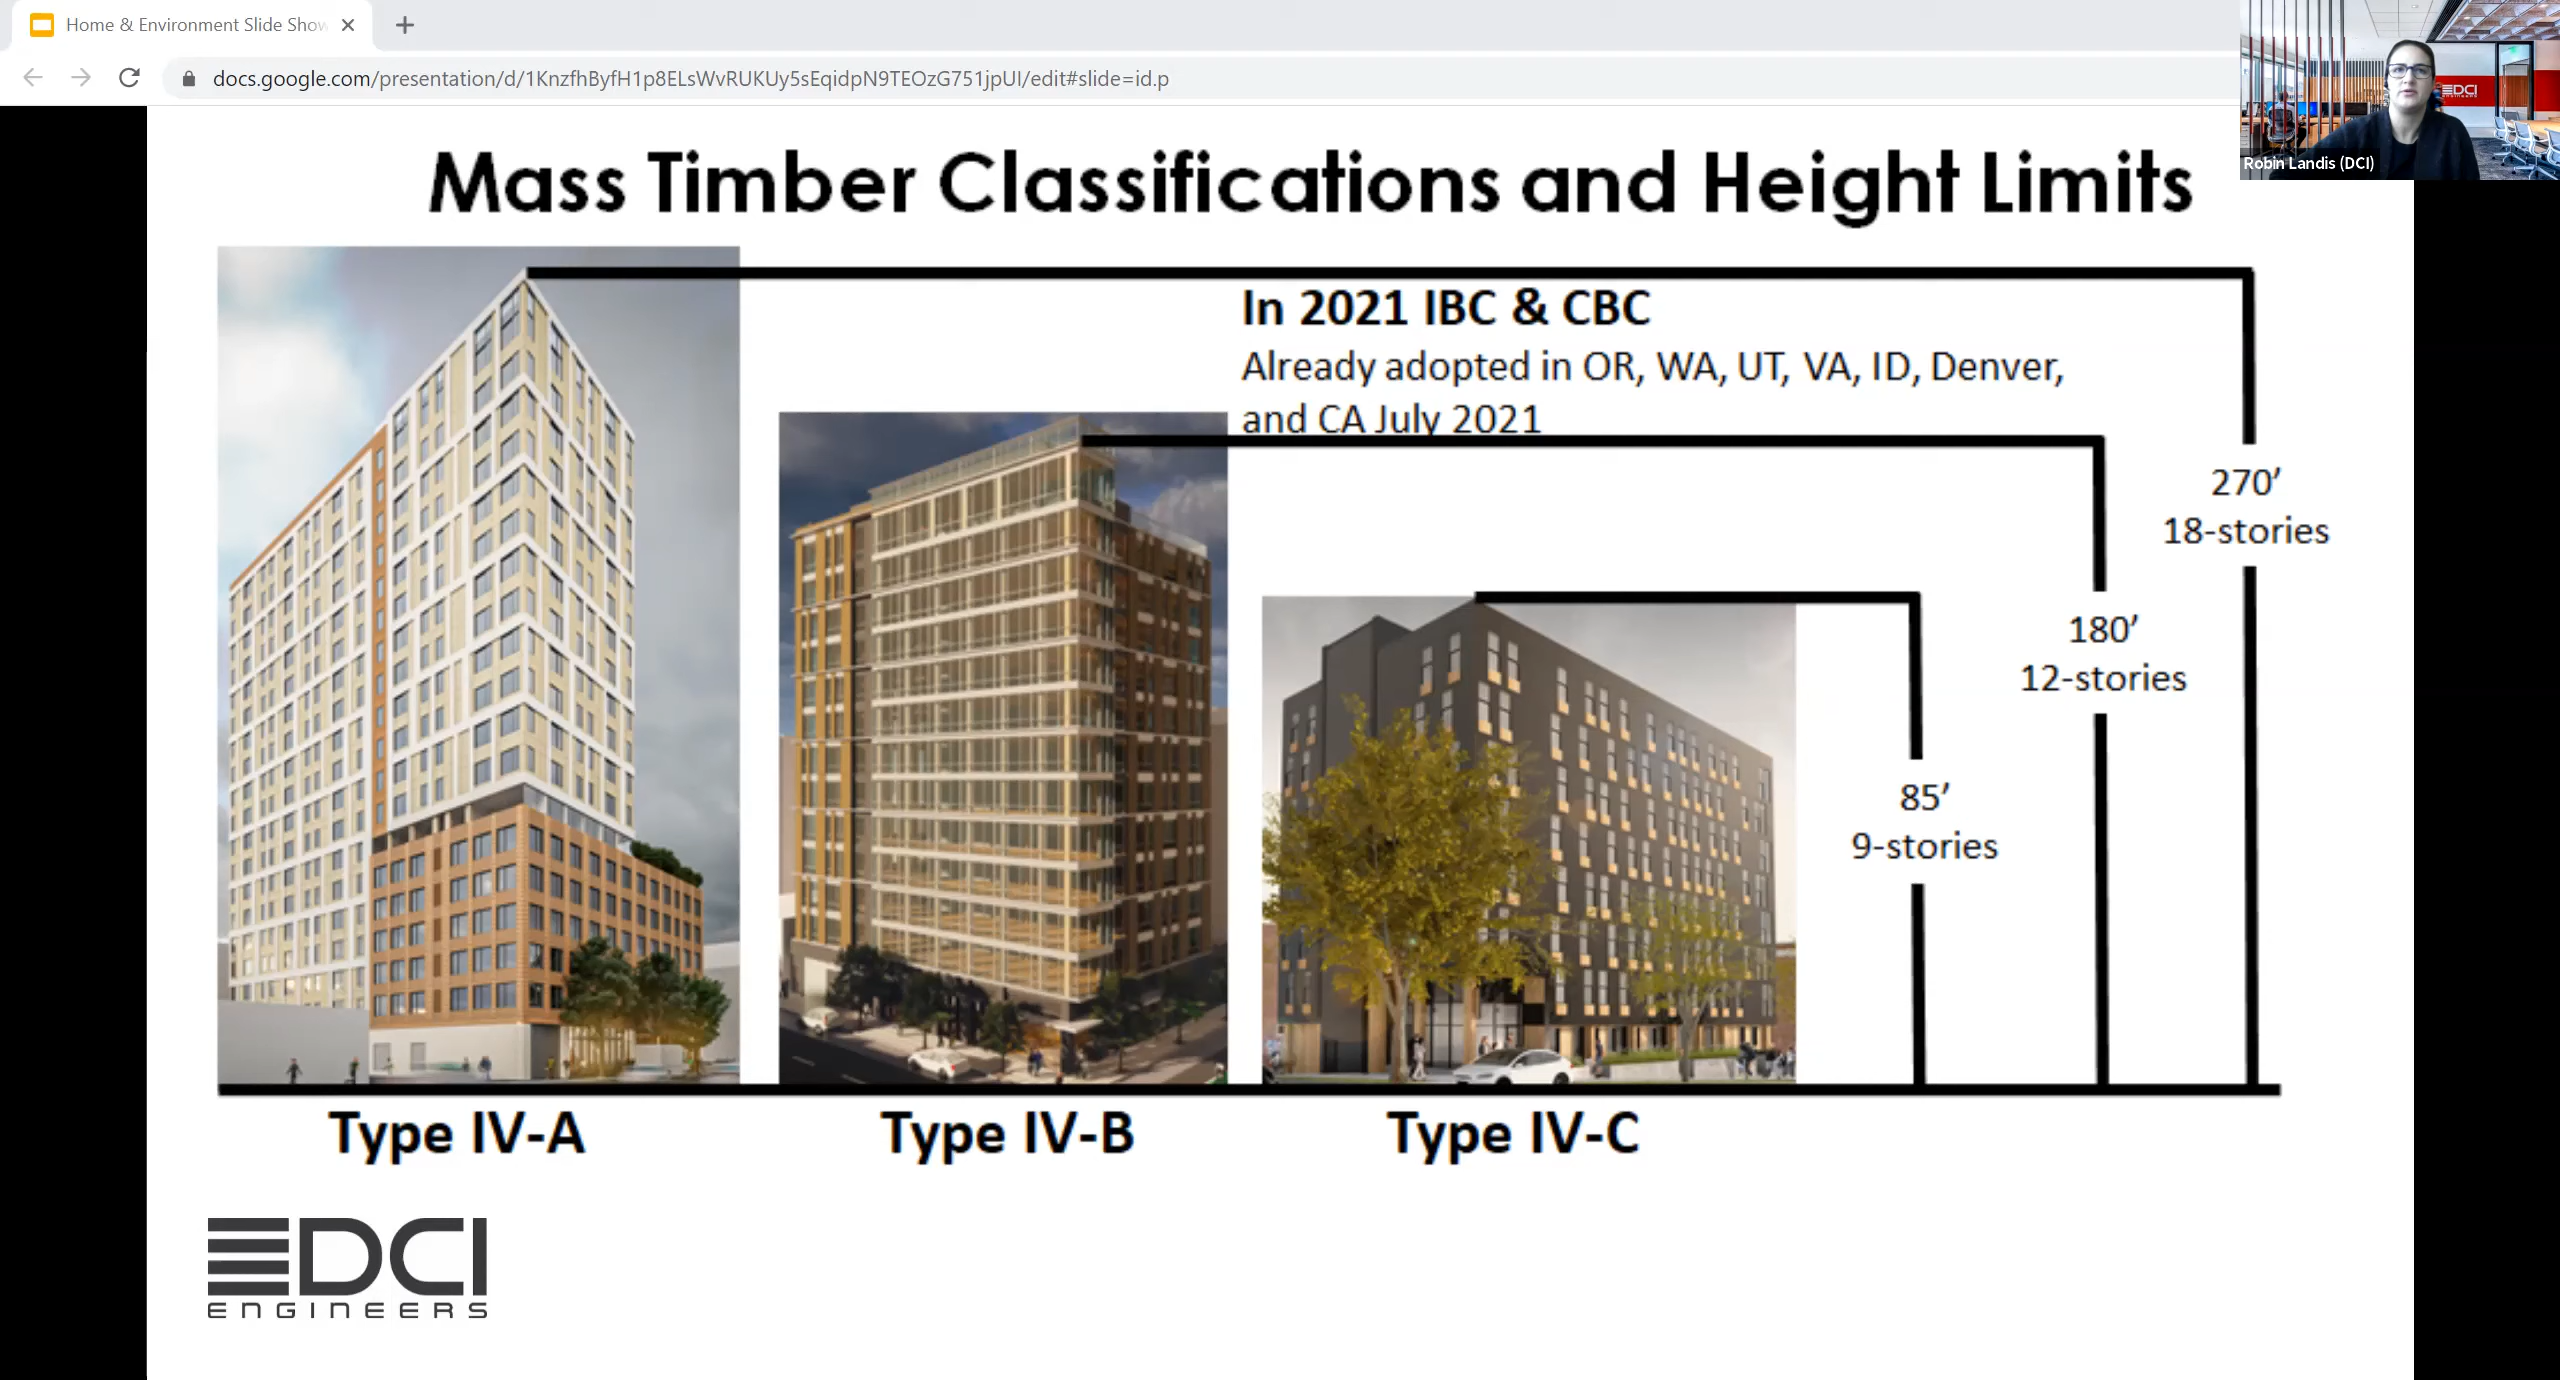 Home & Environment Slide Show
docs.google.com/presentation/d/1KnzfhByfH1p8ELsWvRUKUy5sEqidpN9TEOzG751jpUI/edit#slide=id.p
DCI
engineers
Robin Landis (DCI)
Mass Timber Classifications and Height Limits
In 2021 IBC & CBC
Already adopted in OR, WA, UT, VA, ID, Denver,
and CA July 2021
270’
18-stories
180’
12-stories
85’
9-stories
Type IV-A
Type IV-B
Type IV-C
DCI
ENGINEERS